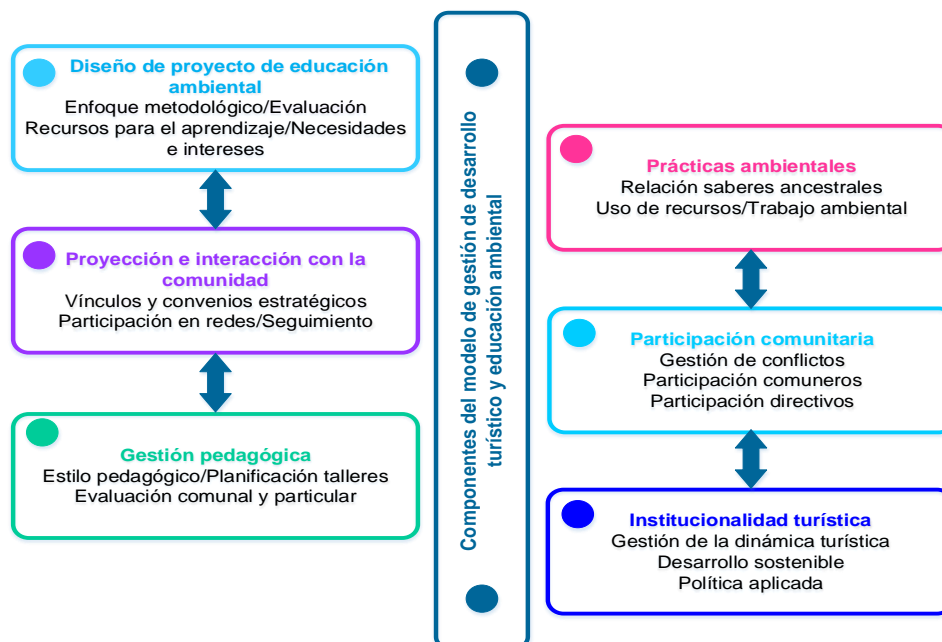 Diseño de proyecto de educación
ambiental
Enfoque metodológico/Evaluación
Recursos para el aprendizaje/Necesidades
e intereses
Proyección e interacción con la
comunidad
Vínculos y convenios estratégicos
Participación en redes/Seguimiento
Gestión pedagógica
Estilo pedagógico/Planificación talleres
Evaluación comunal y particular
Componentes del modelo de gestión de desarrollo
turístico y educación ambiental
Prácticas ambientales
Relación saberes ancestrales
Uso de recursos/Trabajo ambiental
Participación comunitaria
Gestión de conflictos
Participación comuneros
Participación directivos
Institucionalidad turística
Gestión de la dinámica turística
Desarrollo sostenible
Política aplicada